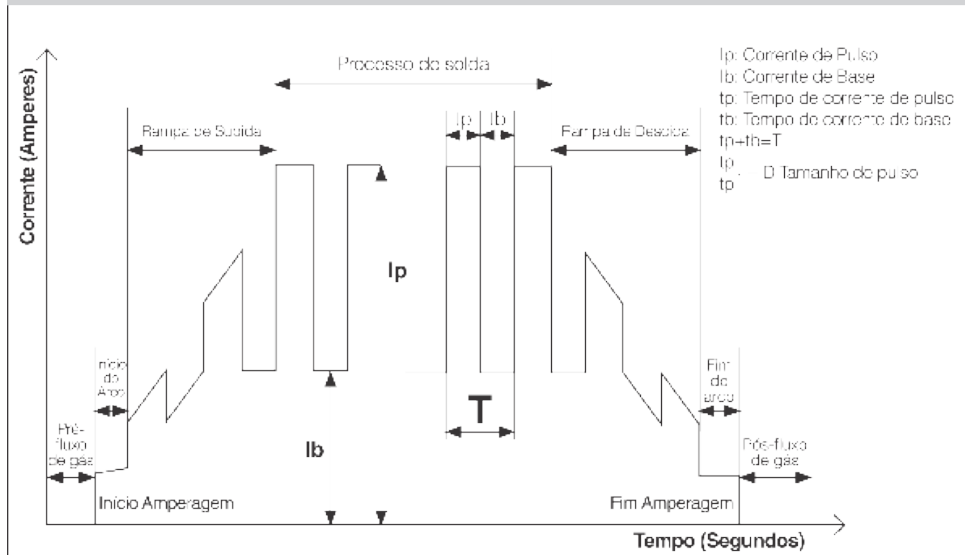 Corrente (Amperes)
Processo do solda
Ip: Corrente de Pulso
Ib: Corrente de Base
tp: Tempo de corrente de pulso
tb: Tempo de corrente de base
tp+tb=T
Ip
tp
D Tamanho de pulso
Rampa de Subida
Ip
Ib
Rampa de Descida
Ip
Início
do
Arco
Fim
do
arco
T
Pré-
fluxo
de gás
Ib
Pós-fluxo
de gás
Início Amperagem
Fim Amperagem
Tempo (Segundos)